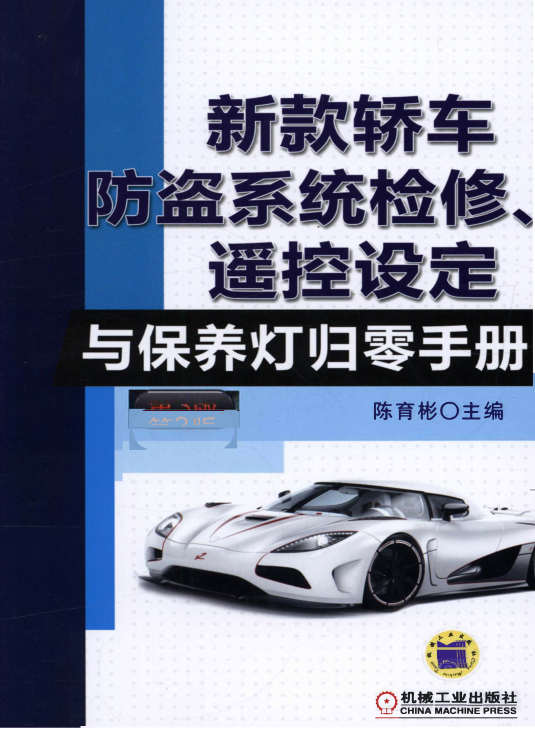 新款轿车
防盗系统检修、
遥控设定
与保养灯归零手册
陈育彬○主编
机械工业出版社
CHINA MACHINE PRESS